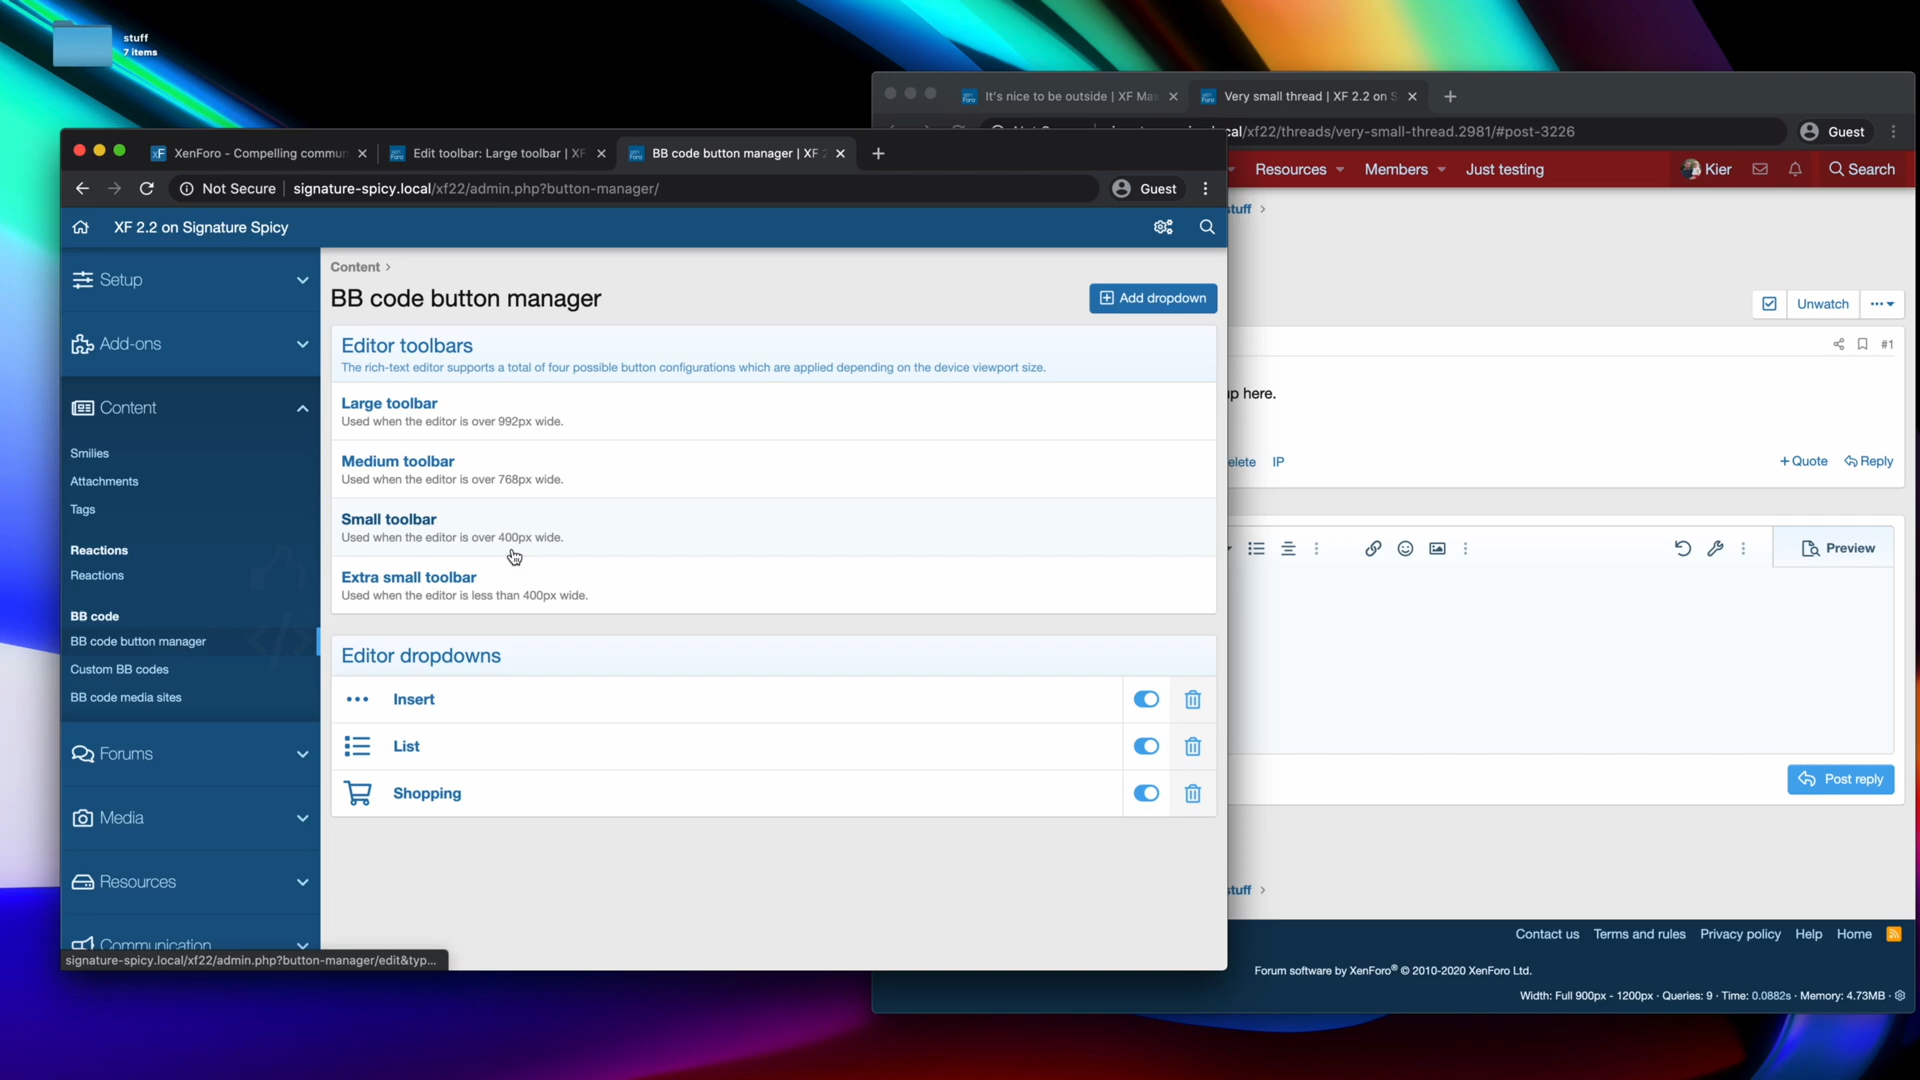 stuff
7 items
It's nice to be outside | XF Mas
Very small thread | XF 2.2 on S
cal/xf22/threads/very-small-thread.2981/#post-3226
Guest
XenForo - Compelling commun
Edit toolbar: Large toolbar | XF
BB code button manager | XF 2
Not Secure
signature-spicy.local/xf22/admin.php?button-manager/
Guest
Resources
Members
Just testing
Kier
Search
XF 2.2 on Signature Spicy
stuff
Setup
Add-ons
Content
Smilies
Attachments
Tags
Reactions
Reactions
BB code
BB code button manager
Custom BB codes
BB code media sites
Forums
Media
Resources
Communication
signature-spicy.local/xf22/admin.php?button-manager/edit&typ...
Content
BB code button manager
Add dropdown
Editor toolbars
The rich-text editor supports a total of four possible button configurations which are applied depending on the device viewport size.
Large toolbar
Used when the editor is over 992px wide.
Medium toolbar
Used when the editor is over 768px wide.
Small toolbar
Used when the editor is over 400px wide.
Extra small toolbar
Used when the editor is less than 400px wide.
Editor dropdowns
Insert
List
Shopping
Unwatch
#1
up here.
elete
IP
+Quote
Reply
Preview
Post reply
stuff
Contact us
Terms and rules
Privacy policy
Help
Home
Forum software by XenForo® © 2010-2020 XenForo Ltd.
Width: Full 900px - 1200px · Queries: 9 · Time: 0.0882s · Memory: 4.73MB ·